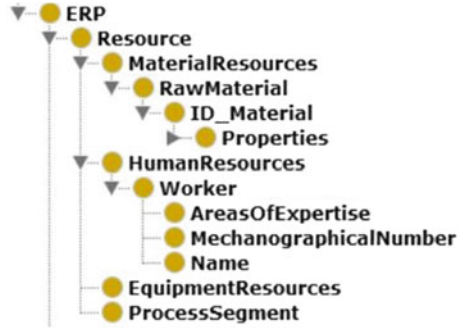 ERP
Resource
MaterialResources
RawMaterial
ID_Material
Properties
HumanResources
Worker
AreasOfExpertise
MechanographicalNumber
Name
EquipmentResources
ProcessSegment